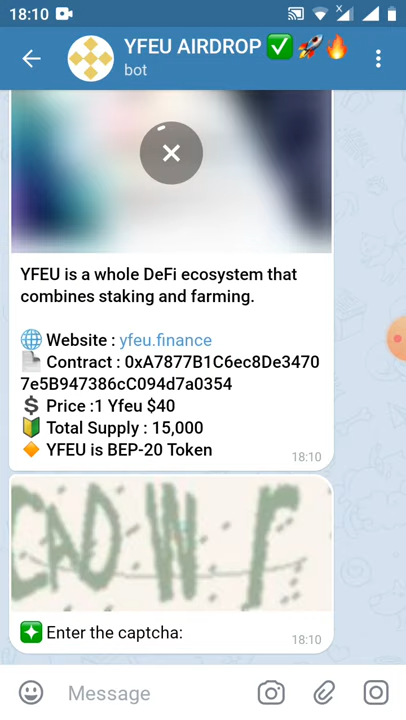 18:10
YFEU AIRDROP ✅🚀🔥
bot
YFEU is a whole DeFi ecosystem that
combines staking and farming.
🌐 Website : yfeu.finance
Contract : 0xA7877B1C6ec8De3470
7e5B947386cC094d7a0354
💲 Price :1 Yfeu $40
🔰 Total Supply : 15,000
🔸 YFEU is BEP-20 Token
18:10
Enter the captcha:
18:10
Message